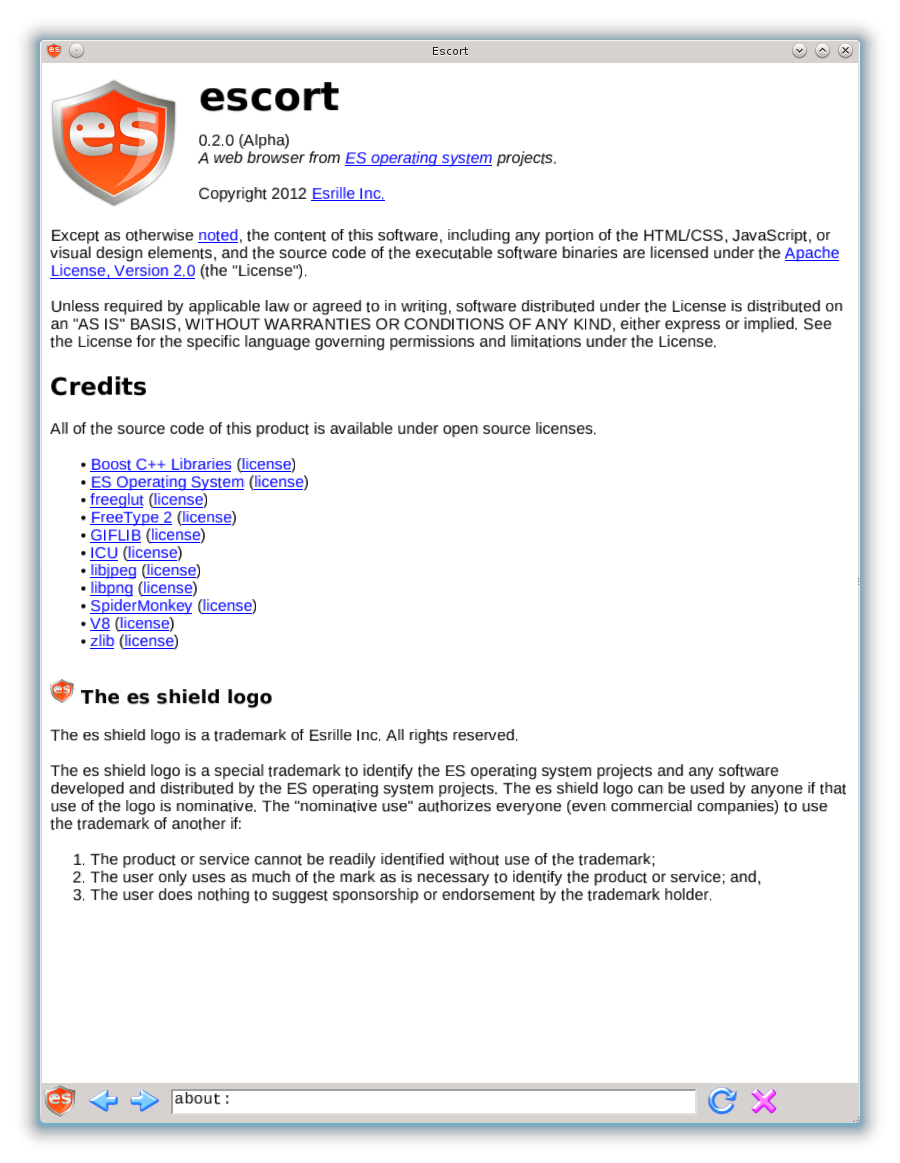 es
Escort
es
escort
0.2.0 (Alpha)
A web browser from ES operating system projects.
Copyright 2012 Esrille Inc.
Except as otherwise noted, the content of this software, including any portion of the HTML/CSS, JavaScript, or
visual design elements, and the source code of the executable software binaries are licensed under the Apache
License, Version 2.0 (the "License").
Unless required by applicable law or agreed to in writing, software distributed under the License is distributed on
an "AS IS" BASIS, WITHOUT WARRANTIES OR CONDITIONS OF ANY KIND, either express or implied. See
the License for the specific language governing permissions and limitations under the License.
Credits
All of the source code of this product is available under open source licenses.
• Boost C++ Libraries (license)
• ES Operating System (license)
• freeglut (license)
• FreeType 2 (license)
• GIFLIB (license)
• ICU (license)
• libjpeg (license)
• libpng (license)
• SpiderMonkey (license)
• V8 (license)
• zlib (license)
es The es shield logo
The es shield logo is a trademark of Esrille Inc. All rights reserved.
The es shield logo is a special trademark to identify the ES operating system projects and any software
developed and distributed by the ES operating system projects. The es shield logo can be used by anyone if that
use of the logo is nominative. The "nominative use" authorizes everyone (even commercial companies) to use
the trademark of another if:
1. The product or service cannot be readily identified without use of the trademark;
2. The user only uses as much of the mark as is necessary to identify the product or service; and,
3. The user does nothing to suggest sponsorship or endorsement by the trademark holder.
es about: